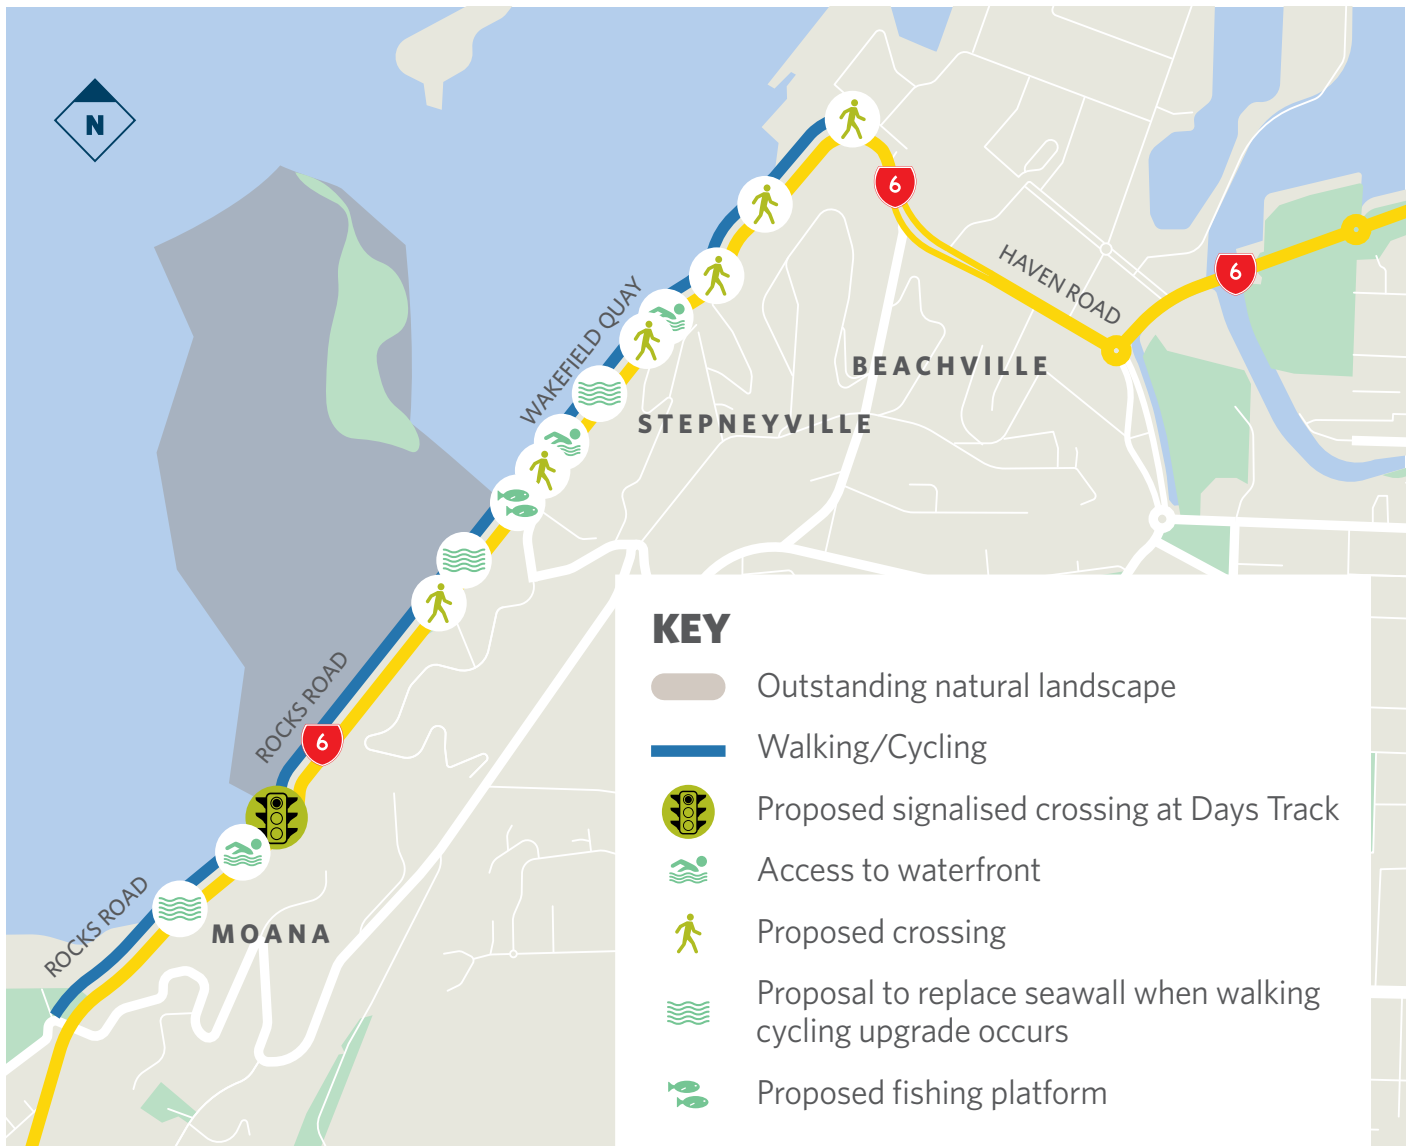 N
6
6
HAVEN ROAD
WAKEFIELD QUAY
BEACHVILLE
STEPNEYVILLE
ROCKS ROAD
6
ROCKS ROAD
MOANA
KEY
Outstanding natural landscape
Walking/Cycling
Proposed signalised crossing at Days Track
Access to waterfront
Proposed crossing
Proposal to replace seawall when walking
cycling upgrade occurs
Proposed fishing platform